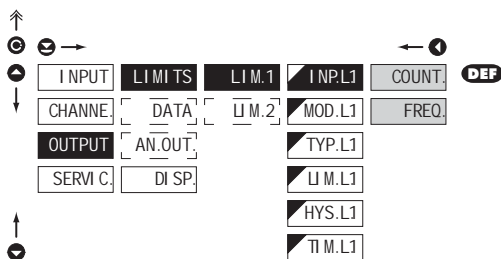 INPUT LIMITS LIM.1 INP.L1 COUNT. DEF
CHANNE. DATA LIM.2 MOD.L1 FREQ.
OUTPUT AN.OUT. TYP.L1
SERVIC. DISP. LIM.L1
HYS.L1
TIM.L1